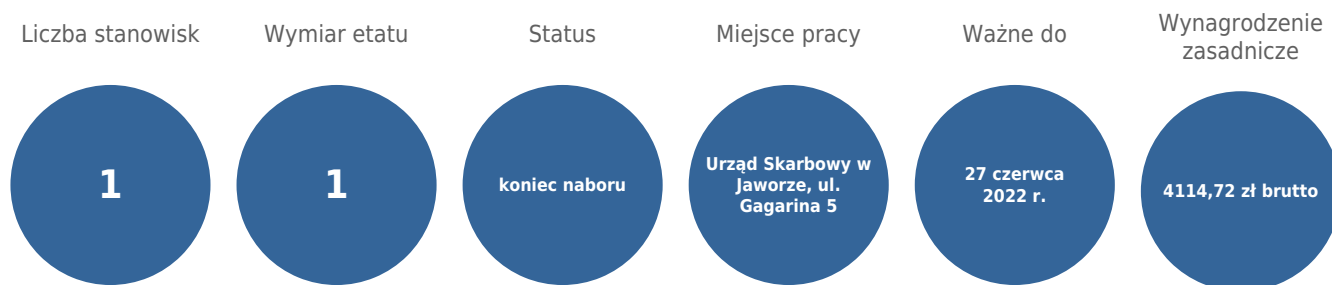 Liczba stanowisk
Wymiar etatu
Status
Miejsce pracy
Ważne do
Wynagrodzenie
zasadnicze
1
1
koniec naboru
Urząd Skarbowy w
Jaworze, ul.
Gagarina 5
27 czerwca
2022 r.
4114,72 zł brutto